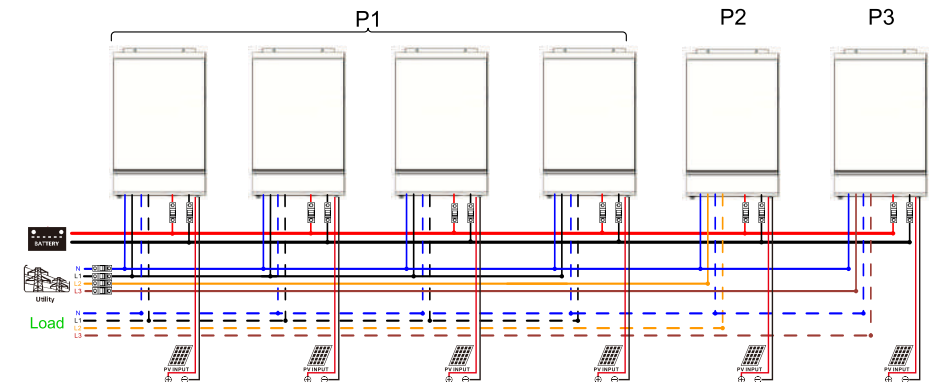 P1
P2
P3
BATTERY
N
L1
L2
L3
Utility
Load
N
L1
L2
L3
PV INPUT
PV INPUT
PV INPUT
PV INPUT
PV INPUT
PV INPUT